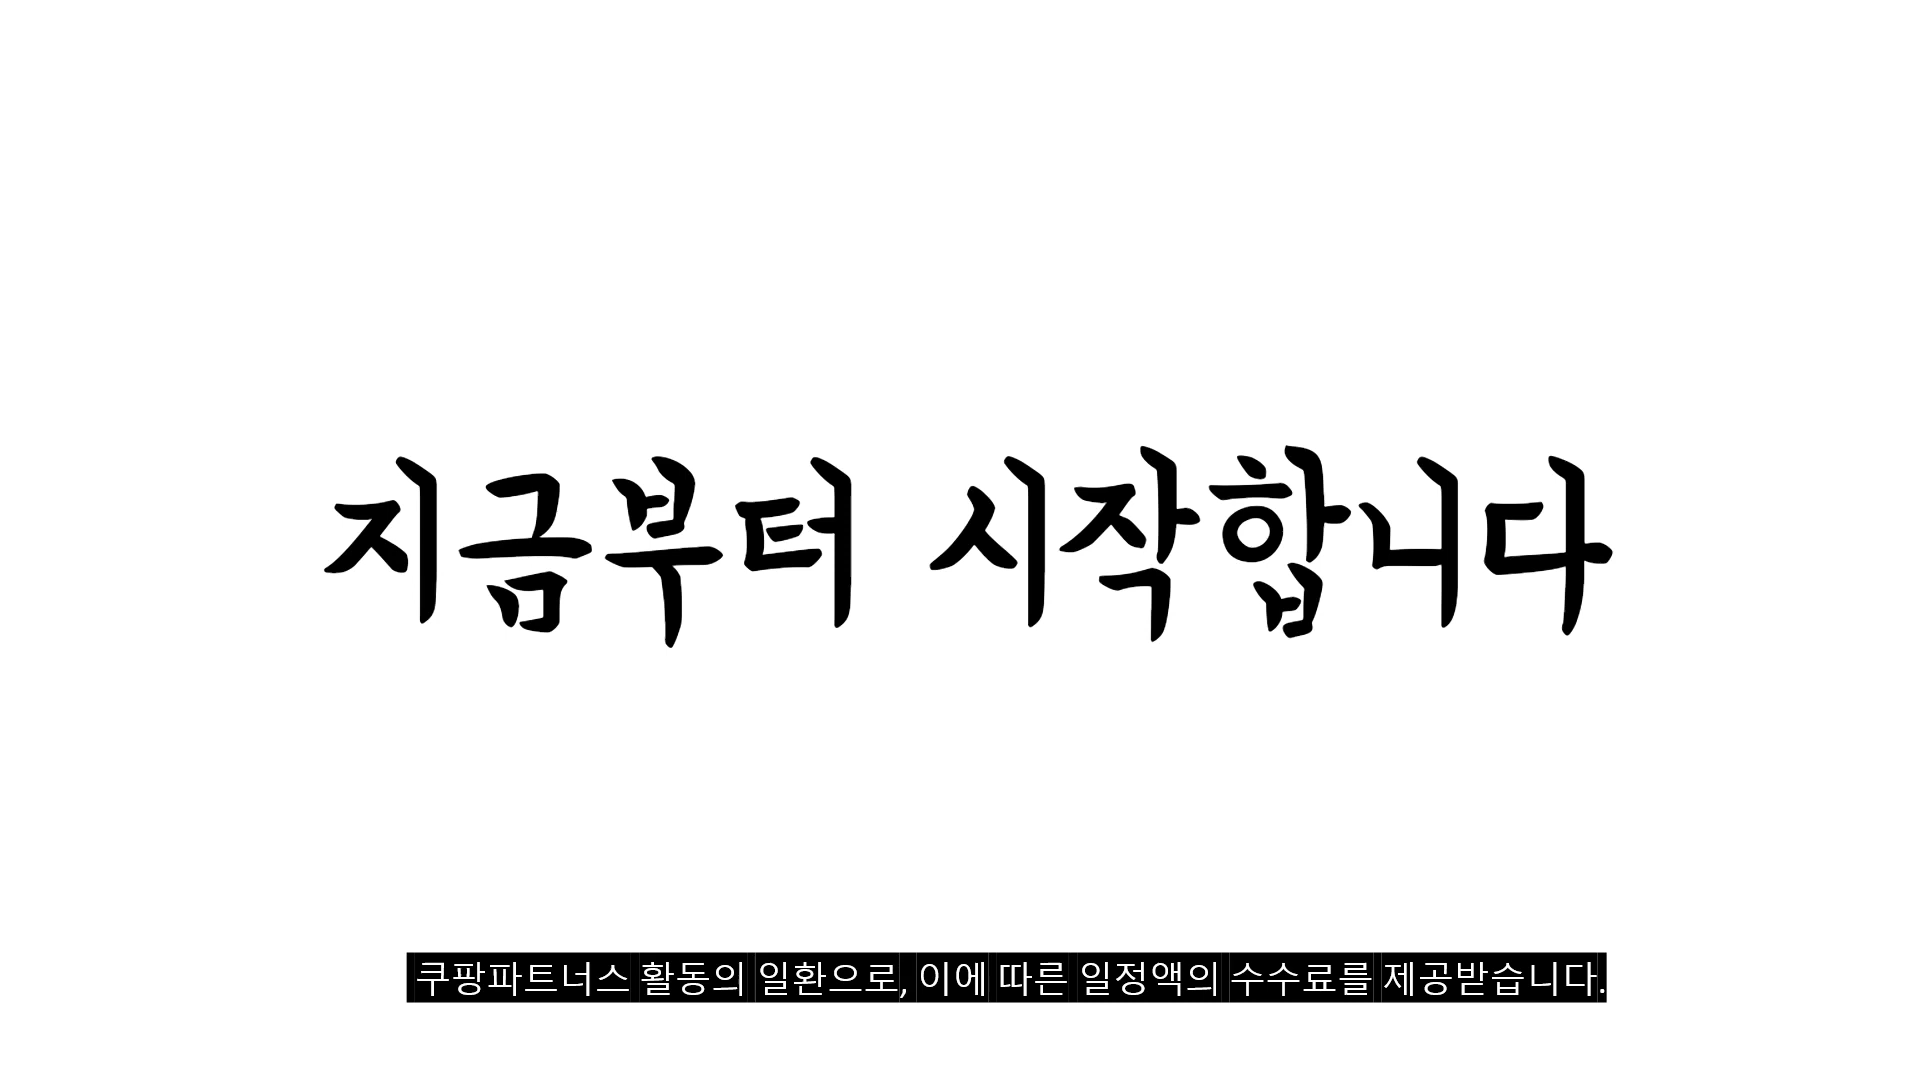 지금부터 시작합니다
쿠팡파트너스 활동의 일환으로, 이에 따른 일정액의 수수료를 제공받습니다.